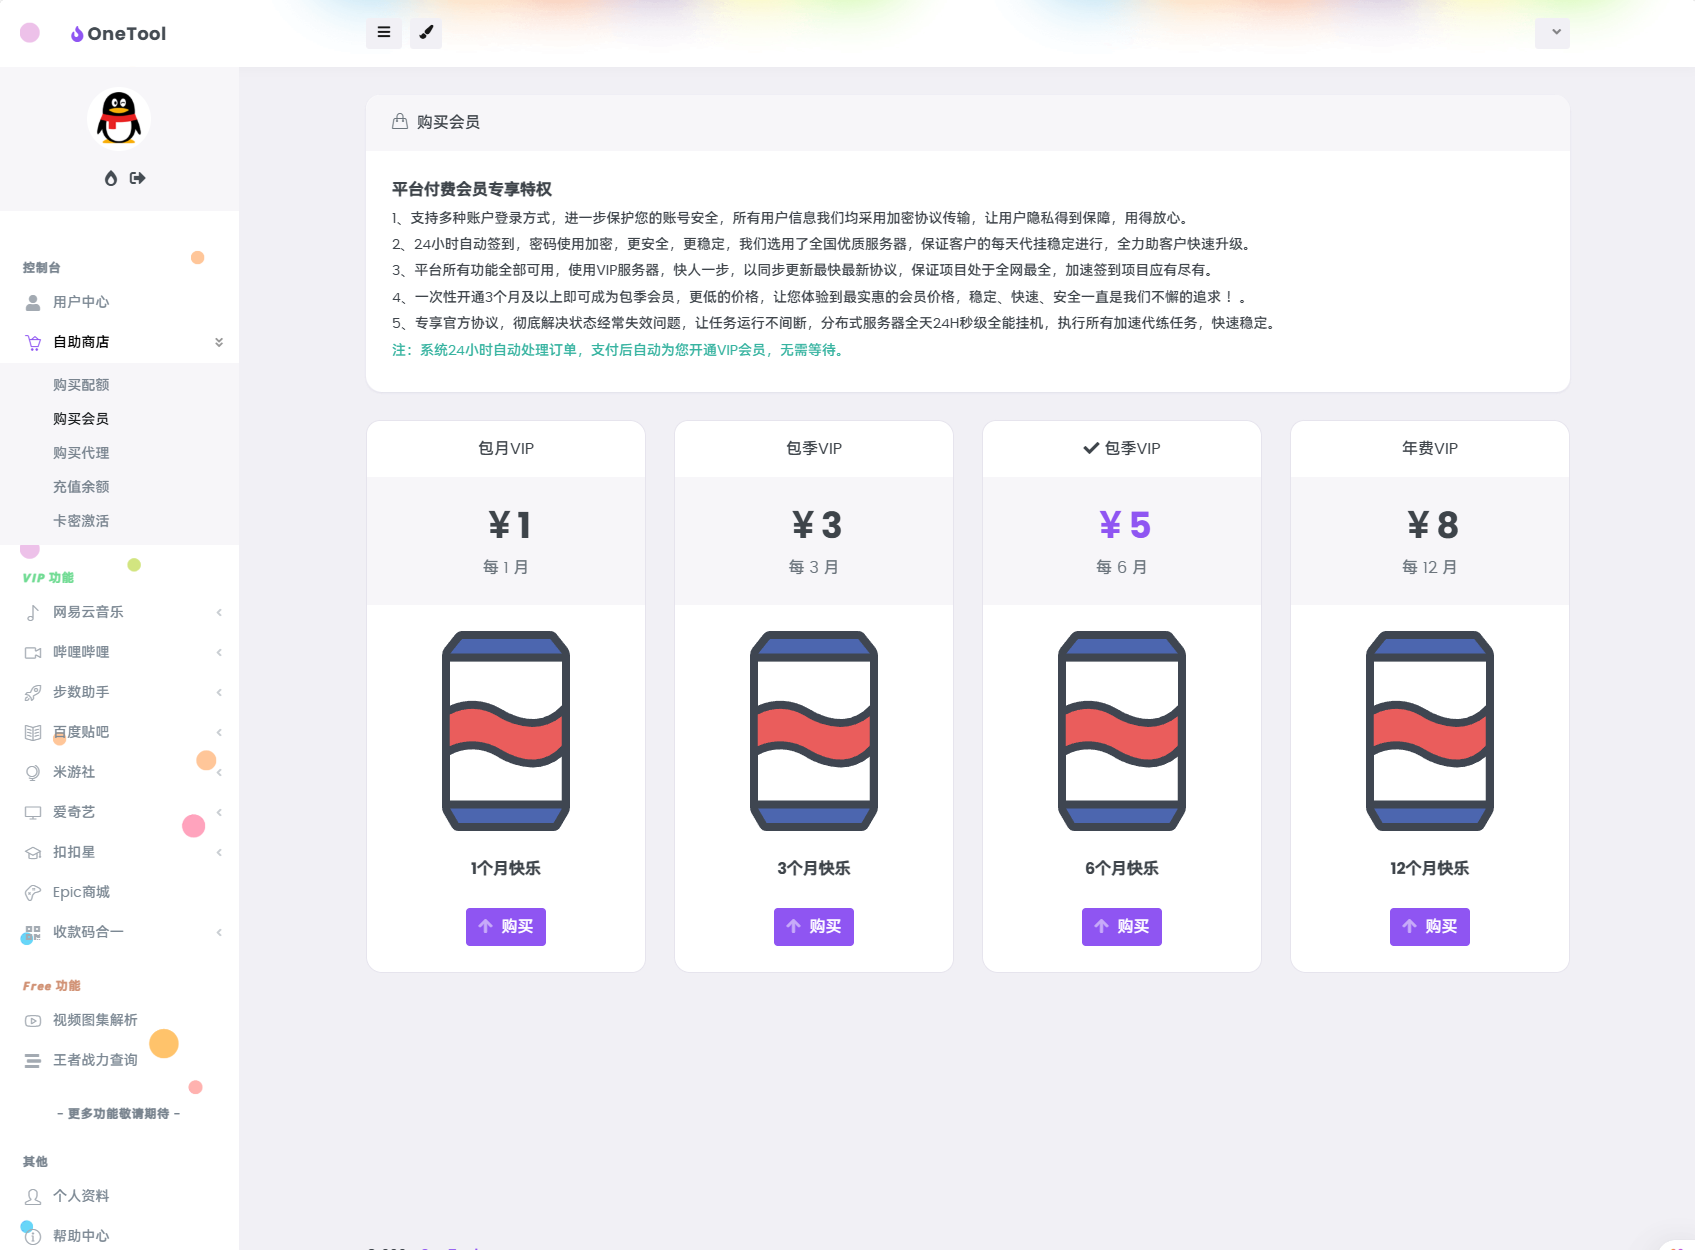 OneTool
控制台
用户中心
自助商店
购买配额
购买会员
购买代理
充值余额
卡密激活
VIP 功能
网易云音乐
哔哩哔哩
步数助手
百度贴吧
米游社
爱奇艺
扣扣星
Epic商城
收款码合一
Free 功能
视频图集解析
王者战力查询
- 更多功能敬请期待 -
其他
个人资料
帮助中心
购买会员
平台付费会员专享特权
1、支持多种账户登录方式，进一步保护您的账号安全，所有用户信息我们均采用加密协议传输，让用户隐私得到保障，用得放心。
2、24小时自动签到，密码使用加密，更安全，更稳定，我们选用了全国优质服务器，保证客户的每天代挂稳定进行，全力助客户快速升级。
3、平台所有功能全部可用，使用VIP服务器，快人一步，以同步更新最快最新协议，保证项目处于全网最全，加速签到项目应有尽有。
4、一次性开通3个月及以上即可成为包季会员，更低的价格，让您体验到最实惠的会员价格，稳定、快速、安全一直是我们不懈的追求！。
5、专享官方协议，彻底解决状态经常失效问题，让任务运行不间断，分布式服务器全天24H秒级全能挂机，执行所有加速代练任务，快速稳定。
注：系统24小时自动处理订单，支付后自动为您开通VIP会员，无需等待。
包月VIP
¥ 1
每 1 月
1个月快乐
购买
包季VIP
¥ 3
每 3 月
3个月快乐
购买
包季VIP
¥ 5
每 6 月
6个月快乐
购买
年费VIP
¥ 8
每 12 月
12个月快乐
购买